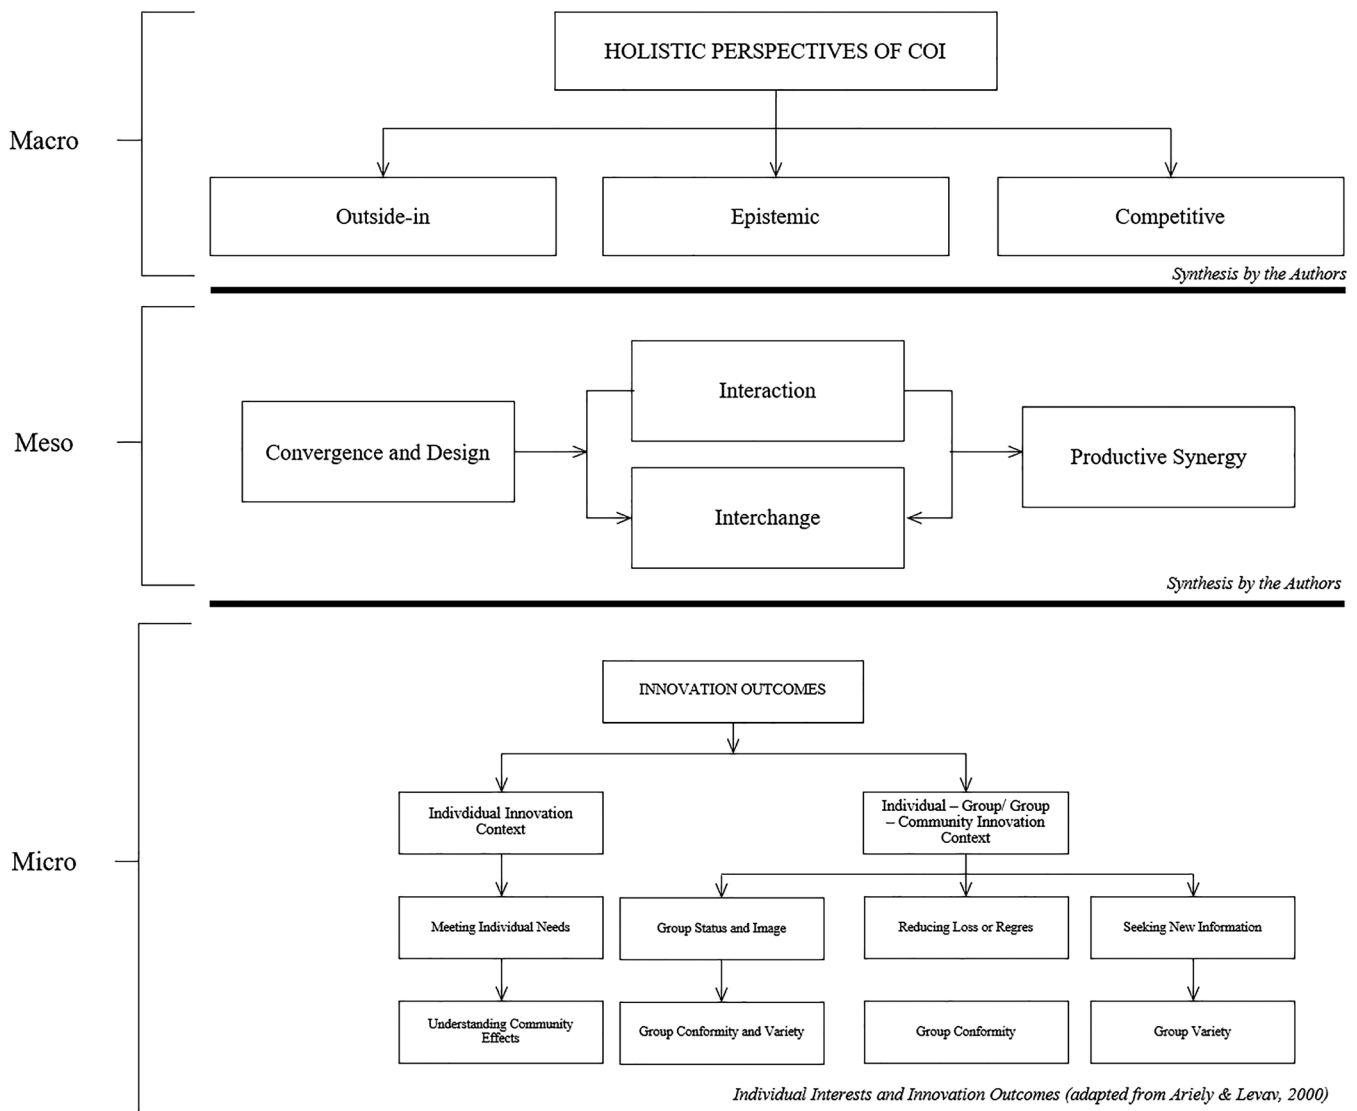 HOLISTIC PERSPECTIVES OF COI
Macro
Outside-in
Epistemic
Competitive
Synthesis by the Authors
Interaction
Meso
Convergence and Design
Productive Synergy
Interchange
Synthesis by the Authors
INNOVATION OUTCOMES
Indivdidual Innovation
Context
Individual – Group/ Group
– Community Innovation
Context
Micro
Meeting Individual Needs
Group Status and Image
Reducing Loss or Regres
Seeking New Information
Understanding Community
Effects
Group Conformity and Variety
Group Conformity
Group Variety
Individual Interests and Innovation Outcomes (adapted from Ariely & Levav, 2000)